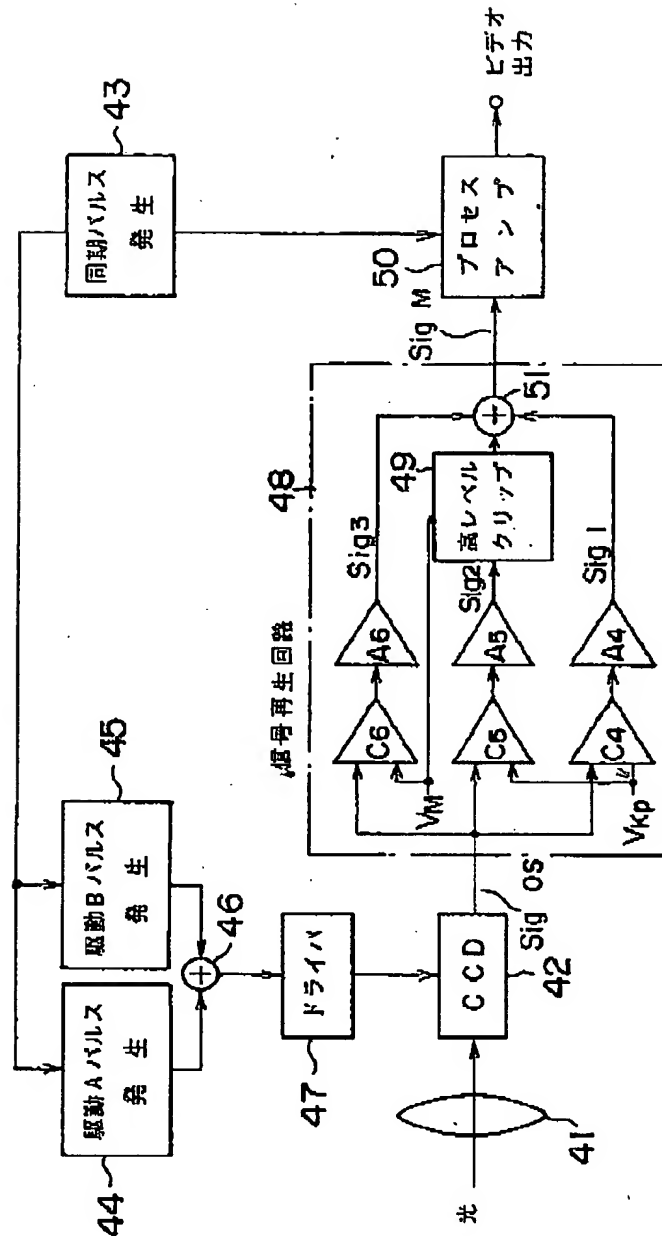 同期パルス
発生
43
駆動Bパルス
発生
45
駆動Aパルス
発生
44
46
ドライバ
47
光
41
CCD
42
Sig OS'
信号再生回路
48
C6
A6
Sig3
VM
C5
A5
Sig2
高レベル
クリップ
49
C4
A4
Sig1
VKp
51
Sig M
プロセス
アンプ
50
ビデオ
出力